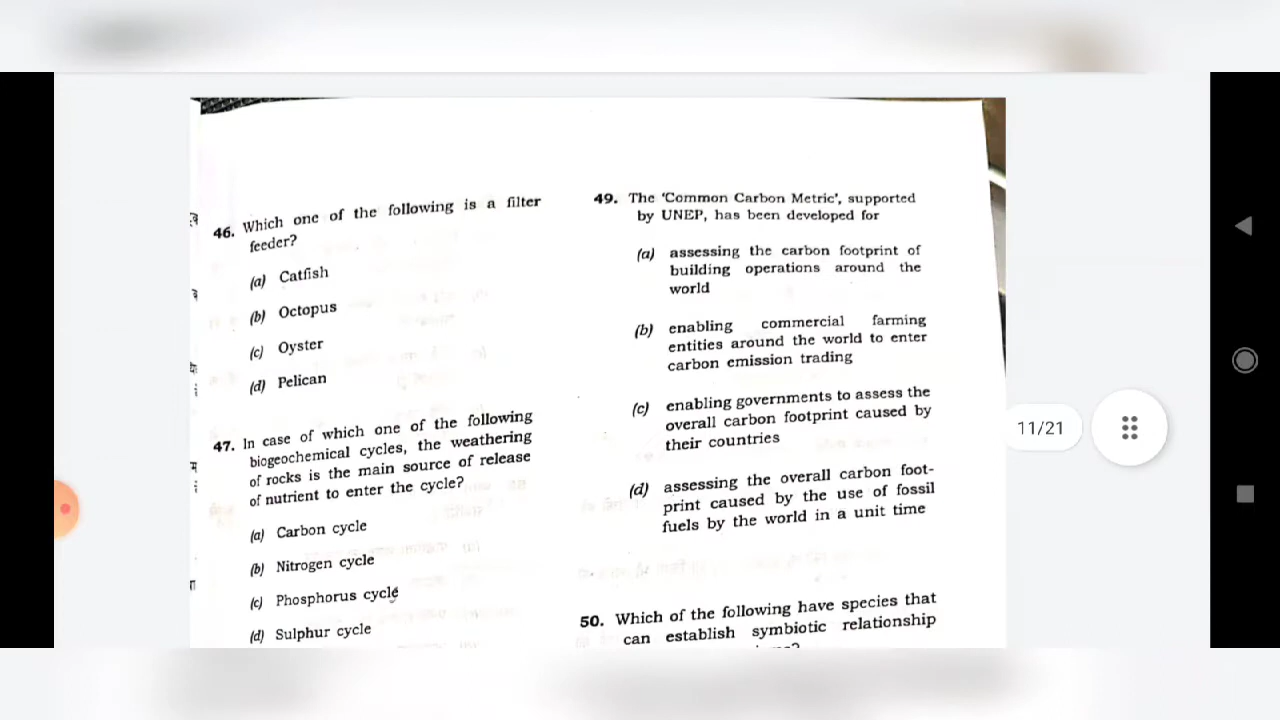 46. Which one of the following is a filter
feeder?
(a) Catfish
(b) Octopus
(c) Oyster
(d) Pelican
47. In case of which one of the following
biogeochemical cycles, the weathering
of rocks is the main source of release
of nutrient to enter the cycle?
(a) Carbon cycle
(b) Nitrogen cycle
(c) Phosphorus cycle
(d) Sulphur cycle
49. The 'Common Carbon Metric', supported
by UNEP, has been developed for
(a) assessing the carbon footprint of
building operations around the
world
(b) enabling commercial farming
entities around the world to enter
carbon emission trading
(c) enabling governments to assess the
overall carbon footprint caused by
their countries
(d) assessing the overall carbon foot-
print caused by the use of fossil
fuels by the world in a unit time
50. Which of the following have species that
can establish symbiotic relationship
11/21